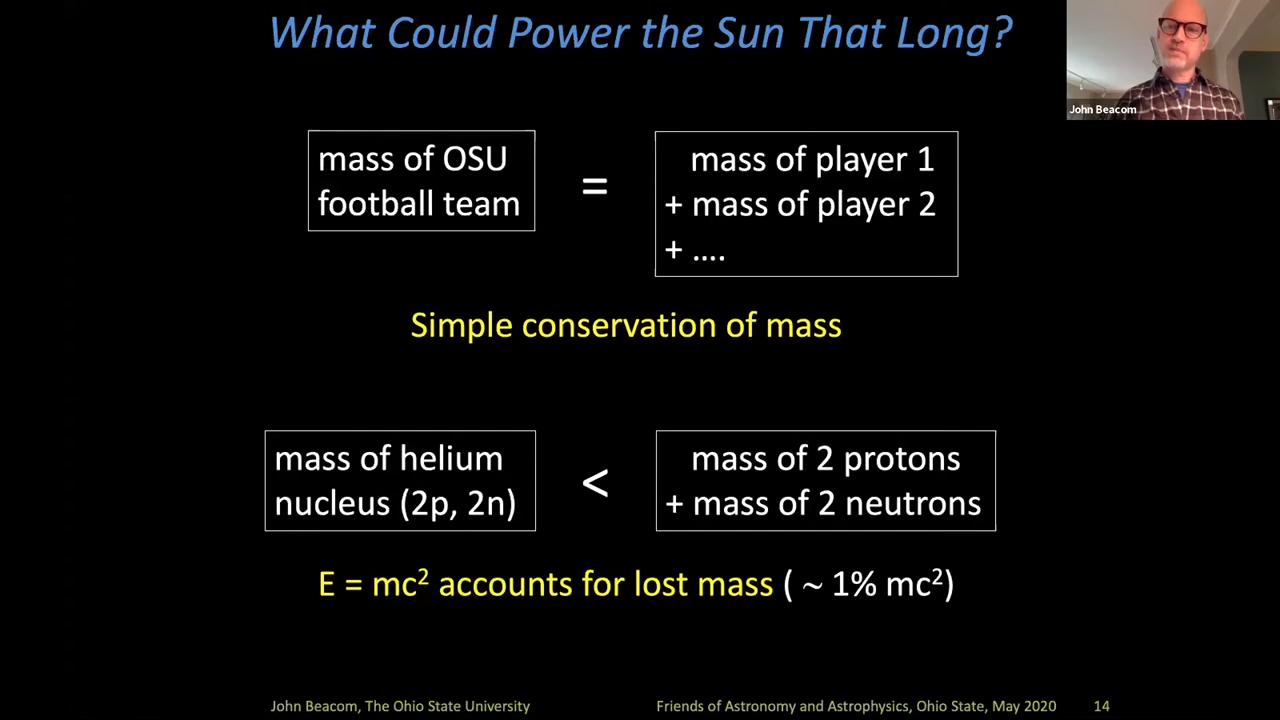 What Could Power the Sun That Long?
John Beacom
mass of OSU
football team
=
mass of player 1
+ mass of player 2
+ ....
Simple conservation of mass
mass of helium
nucleus (2p, 2n)
<
mass of 2 protons
+ mass of 2 neutrons
E = mc² accounts for lost mass ( ~ 1% mc²)
John Beacom, The Ohio State University
Friends of Astronomy and Astrophysics, Ohio State, May 2020
14